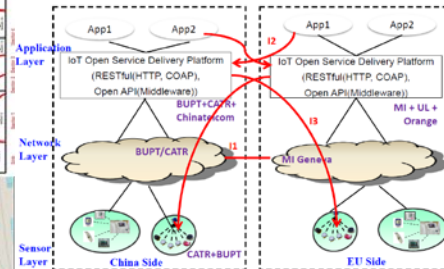 App1
App2
I2
App1
App2
Application
Layer
IoT Open Service Delivery Platform
(RESTful(HTTP, COAP),
Open API(Middleware))
IoT Open Service Delivery Platform
(RESTful(HTTP, COAP),
Open API(Middleware))
BUPT+CATR+
Chinatelcom
I3
MI + UL +
Orange
Network
Layer
BUPT/CATR
I1
MI Geneva
Sensor
Layer
CATR+BUPT
China Side
EU Side